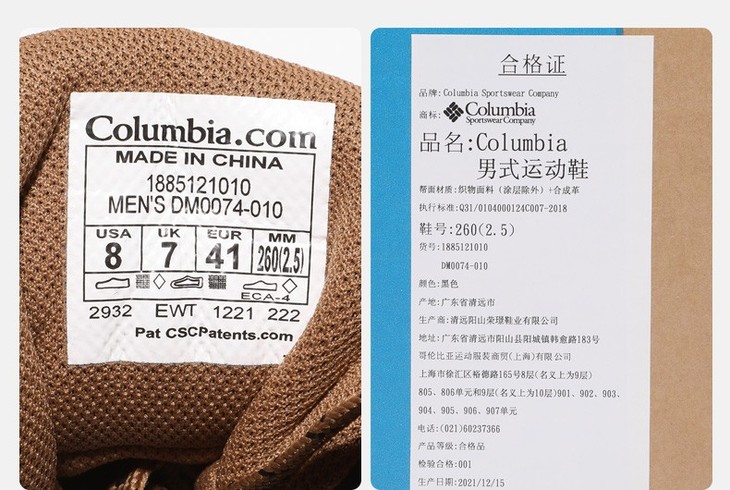 Columbia.com
MADE IN CHINA
1885121010
MEN'S DM0074-010
USA UK EUR MM
8 7 41 260(2.5)
ECA-4
2932 EWT 1221 222
Pat CSCPatents.com
合格证
品牌:Columbia Sportswear Company
商标: Columbia
Sportswear Company
品名:Columbia
男式运动鞋
帮面材质:织物面料（涂层除外）+合成革
执行标准:Q31/0104000124C007-2018
鞋号:260(2.5)
货号:1885121010
DM0074-010
颜色:黑色
产地:广东省清远市
生产商:清远阳山荣璟鞋业有限公司
地址:广东省清远市阳山县阳城镇韩愈路183号
哥伦比亚运动服装商贸(上海)有限公司
上海市徐汇区裕德路165号8层(名义上为9层)
805、806单元和9层(名义上为10层)901、902、903、
904、905、906、907单元
电话:(021)60237366
产品等级:合格品
检验合格:001
生产日期:2021/12/15